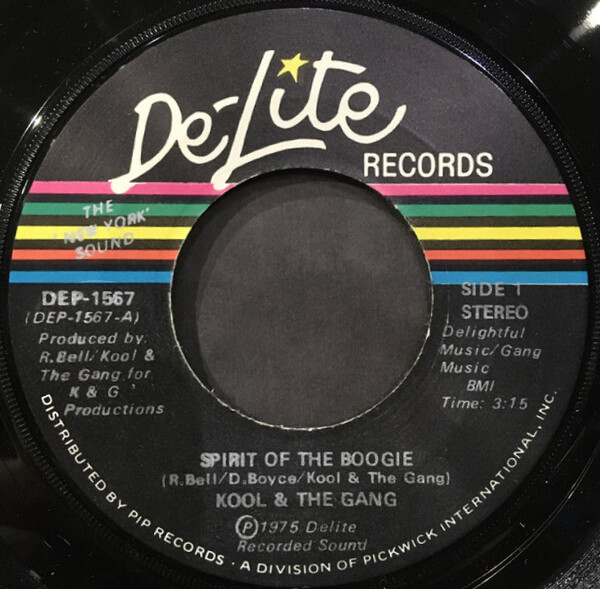 De-Lite
RECORDS
THE
'NEW YORK'
SOUND
DEP-1567
(DEP-1567-A)
Produced by:
R.Bell/Kool &
The Gang for
K & G
Productions
SIDE 1
STEREO
Delightful
Music/Gang
Music
BMI
Time: 3:15
SPIRIT OF THE BOOGIE
(R.Bell/D.Boyce/Kool & The Gang)
KOOL & THE GANG
Ⓟ1975 Delite
Recorded Sound
DISTRIBUTED BY PIP RECORDS · A DIVISION OF PICKWICK INTERNATIONAL, INC.